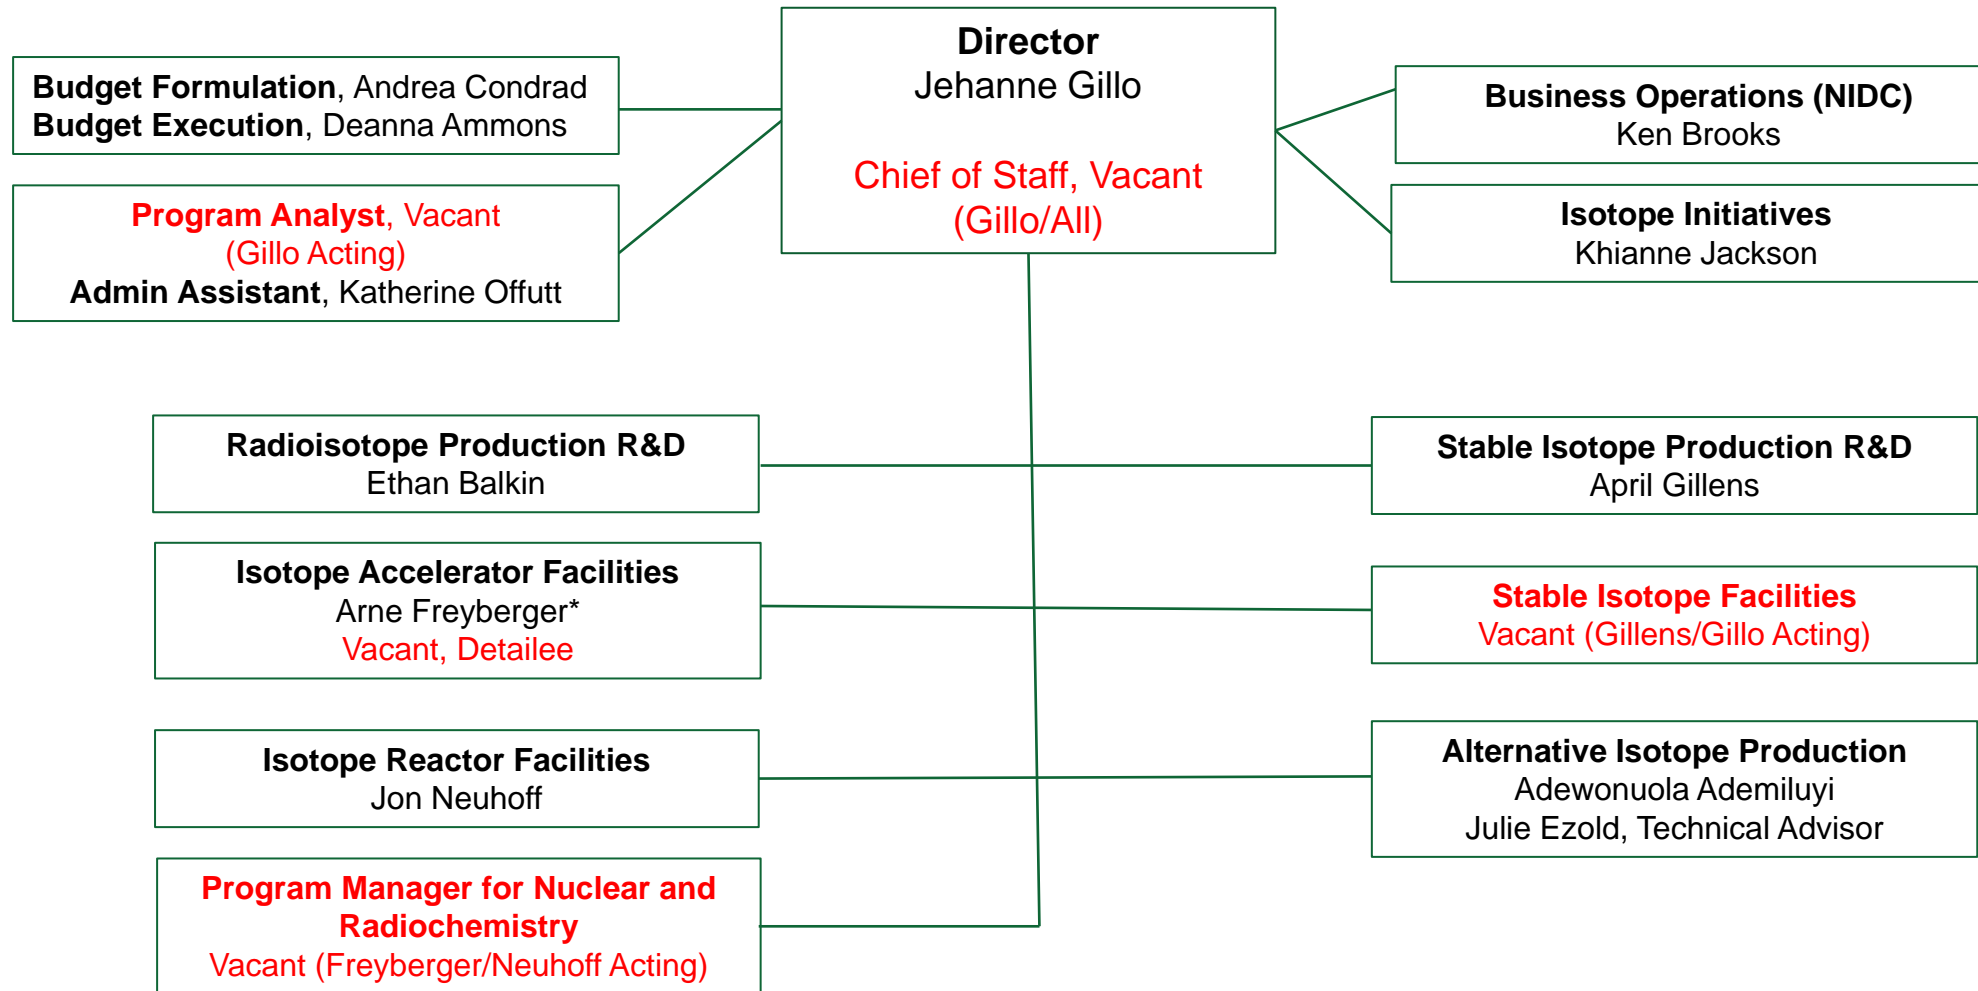 Director
Jehanne Gillo
Chief of Staff, Vacant
(Gillo/All)
Budget Formulation, Andrea Condrad
Budget Execution, Deanna Ammons
Program Analyst, Vacant
(Gillo Acting)
Admin Assistant, Katherine Offutt
Business Operations (NIDC)
Ken Brooks
Isotope Initiatives
Khianne Jackson
Radioisotope Production R&D
Ethan Balkin
Stable Isotope Production R&D
April Gillens
Isotope Accelerator Facilities
Arne Freyberger*
Vacant, Detailee
Stable Isotope Facilities
Vacant (Gillens/Gillo Acting)
Isotope Reactor Facilities
Jon Neuhoff
Alternative Isotope Production
Adewonuola Ademiluyi
Julie Ezold, Technical Advisor
Program Manager for Nuclear and
Radiochemistry
Vacant (Freyberger/Neuhoff Acting)